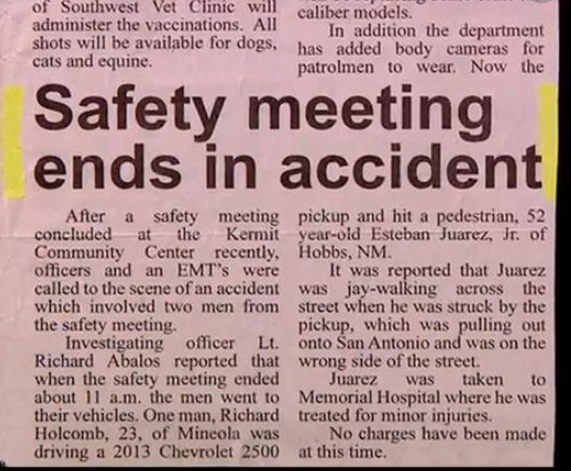 of Southwest Vet Clinic will
administer the vaccinations. All
shots will be available for dogs,
cats and equine.
caliber models.
In addition the department
has added body cameras for
patrolmen to wear. Now the
Safety meeting
ends in accident
After a safety meeting
concluded at the Kermit
Community Center recently,
officers and an EMT's were
called to the scene of an accident
which involved two men from
the safety meeting.
Investigating officer Lt.
Richard Abalos reported that
when the safety meeting ended
about 11 a.m. the men went to
their vehicles. One man, Richard
Holcomb, 23, of Mineola was
driving a 2013 Chevrolet 2500
pickup and hit a pedestrian, 52
year-old Esteban Juarez, Jr. of
Hobbs, NM.
It was reported that Juarez
was jay-walking across the
street when he was struck by the
pickup, which was pulling out
onto San Antonio and was on the
wrong side of the street.
Juarez was taken to
Memorial Hospital where he was
treated for minor injuries.
No charges have been made
at this time.